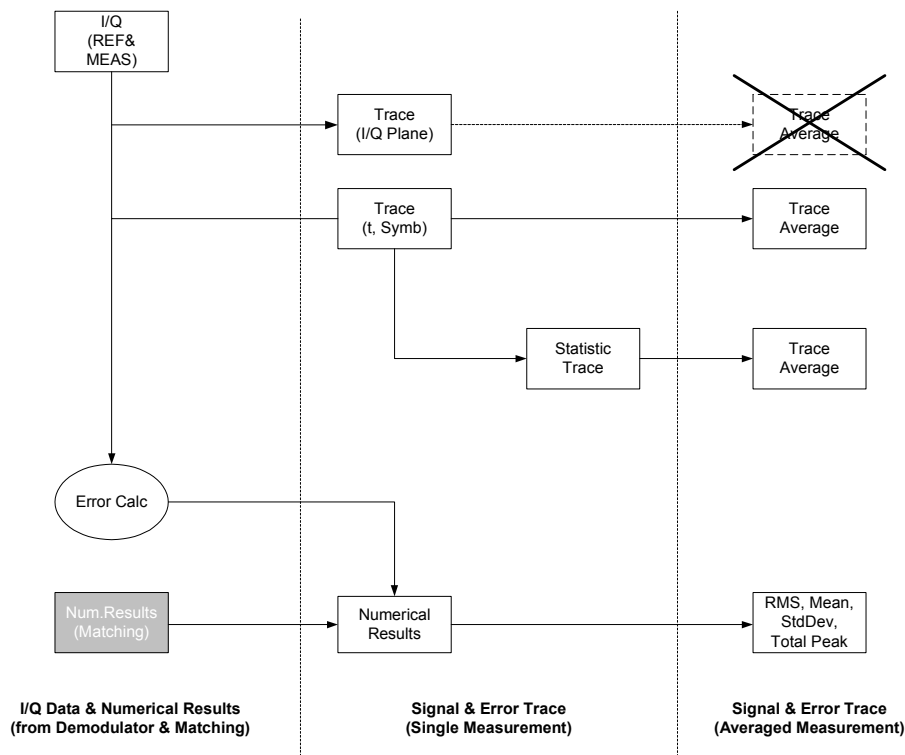 I/Q
(REF&
MEAS)
Trace
(I/Q Plane)
Trace
Average
Trace
(t, Symb)
Trace
Average
Statistic
Trace
Trace
Average
Error Calc
Num.Results
(Matching)
Numerical
Results
RMS, Mean,
StdDev,
Total Peak
I/Q Data & Numerical Results
(from Demodulator & Matching)
Signal & Error Trace
(Single Measurement)
Signal & Error Trace
(Averaged Measurement)